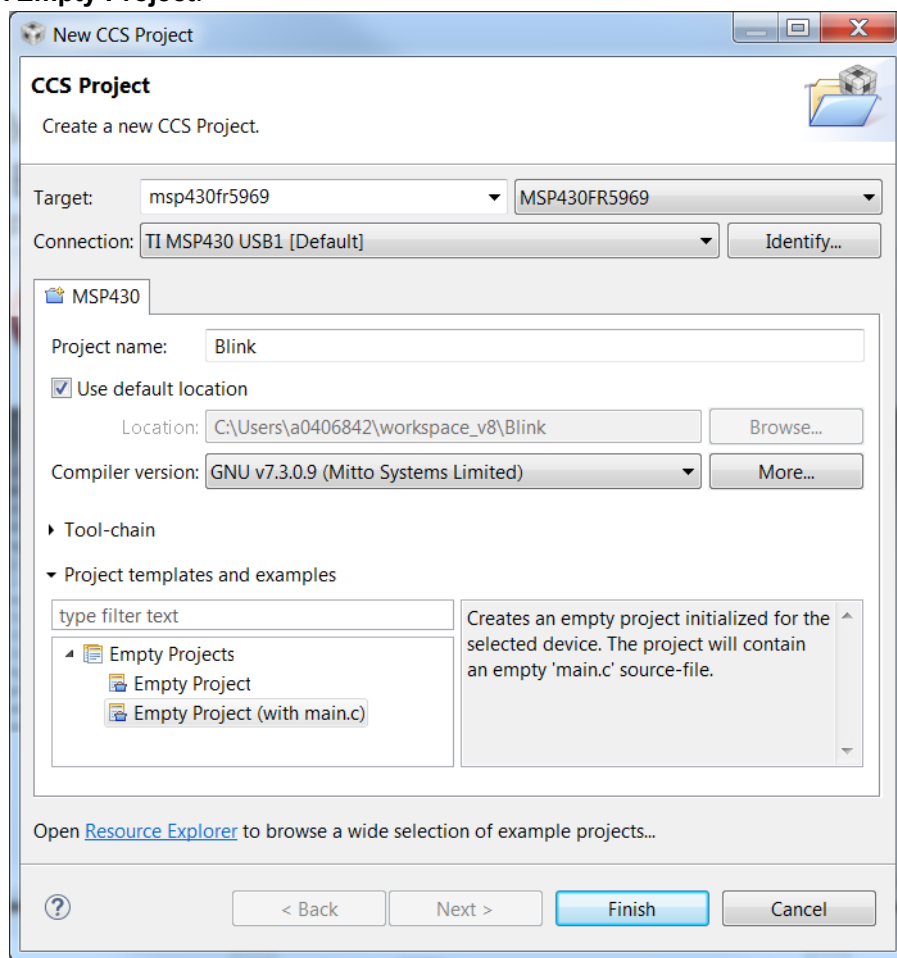 Empty Project.
New CCS Project
CCS Project
Create a new CCS Project.
Target: msp430fr5969 MSP430FR5969
Connection: TI MSP430 USB1 [Default] Identify...
MSP430
Project name: Blink
Use default location
Location: C:\Users\a0406842\workspace_v8\Blink Browse...
Compiler version: GNU v7.3.0.9 (Mitto Systems Limited) More...
Tool-chain
Project templates and examples
type filter text
Empty Projects
Empty Project
Empty Project (with main.c)
Creates an empty project initialized for the
selected device. The project will contain
an empty 'main.c' source-file.
Open Resource Explorer to browse a wide selection of example projects...
? < Back Next > Finish Cancel